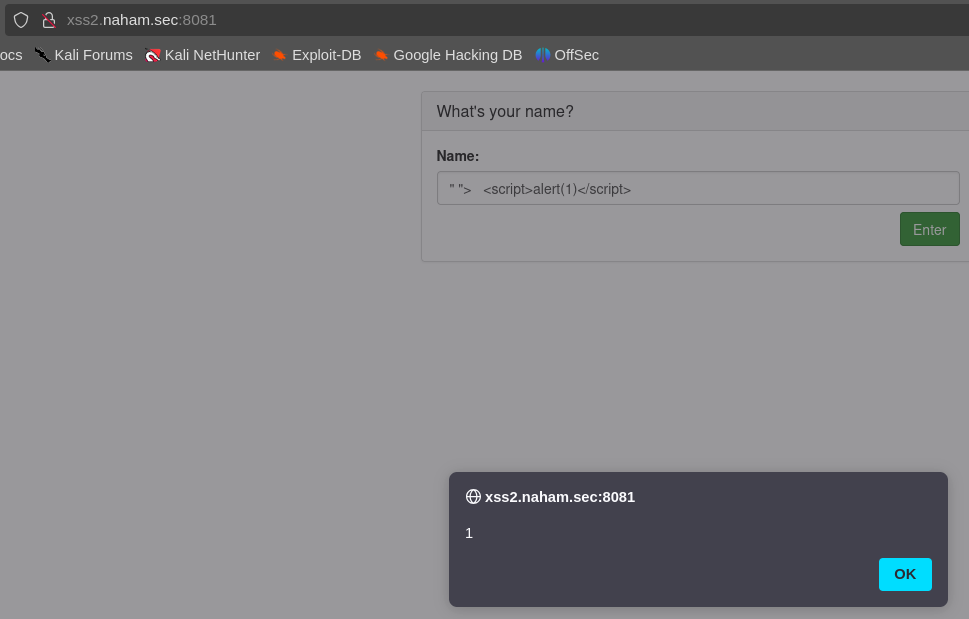 xss2.naham.sec:8081
ocs Kali Forums Kali NetHunter Exploit-DB Google Hacking DB OffSec
What's your name?
Name:
" "> <script>alert(1)</script>
Enter
xss2.naham.sec:8081
1
OK